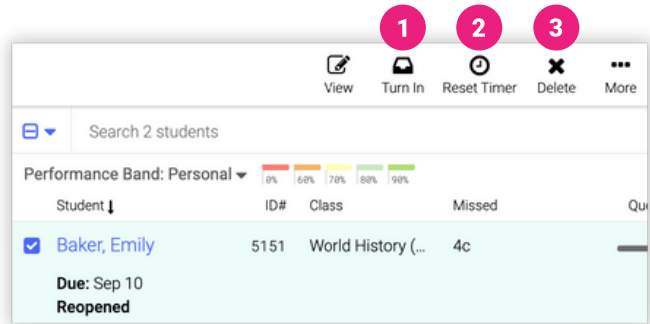 1 2 3
View Turn In Reset Timer Delete More
Search 2 students
Performance Band: Personal 0% 60% 70% 80% 90%
Student ID# Class Missed Qu
Baker, Emily 5151 World History (... 4c
Due: Sep 10
Reopened